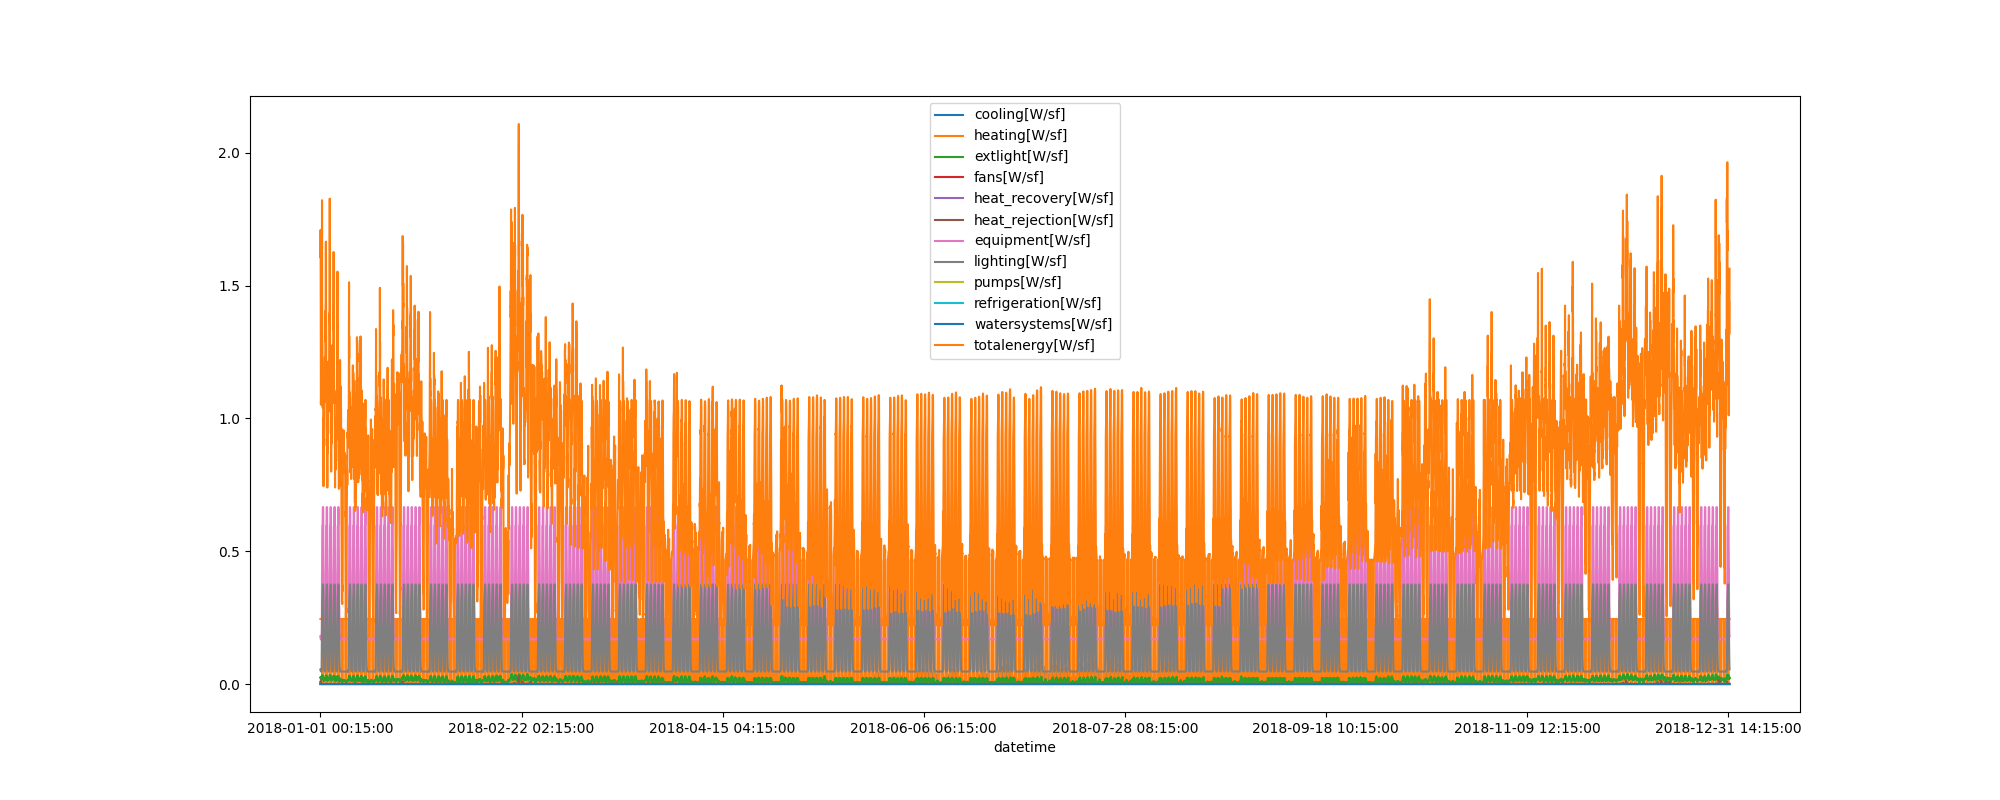 cooling[W/sf]
heating[W/sf]
extlight[W/sf]
fans[W/sf]
heat_recovery[W/sf]
heat_rejection[W/sf]
equipment[W/sf]
lighting[W/sf]
pumps[W/sf]
refrigeration[W/sf]
watersystems[W/sf]
totalenergy[W/sf]
2.0
1.5
1.0
0.5
0.0
2018-01-01 00:15:00 2018-02-22 02:15:00 2018-04-15 04:15:00 2018-06-06 06:15:00 2018-07-28 08:15:00 2018-09-18 10:15:00 2018-11-09 12:15:00 2018-12-31 14:15:00
datetime